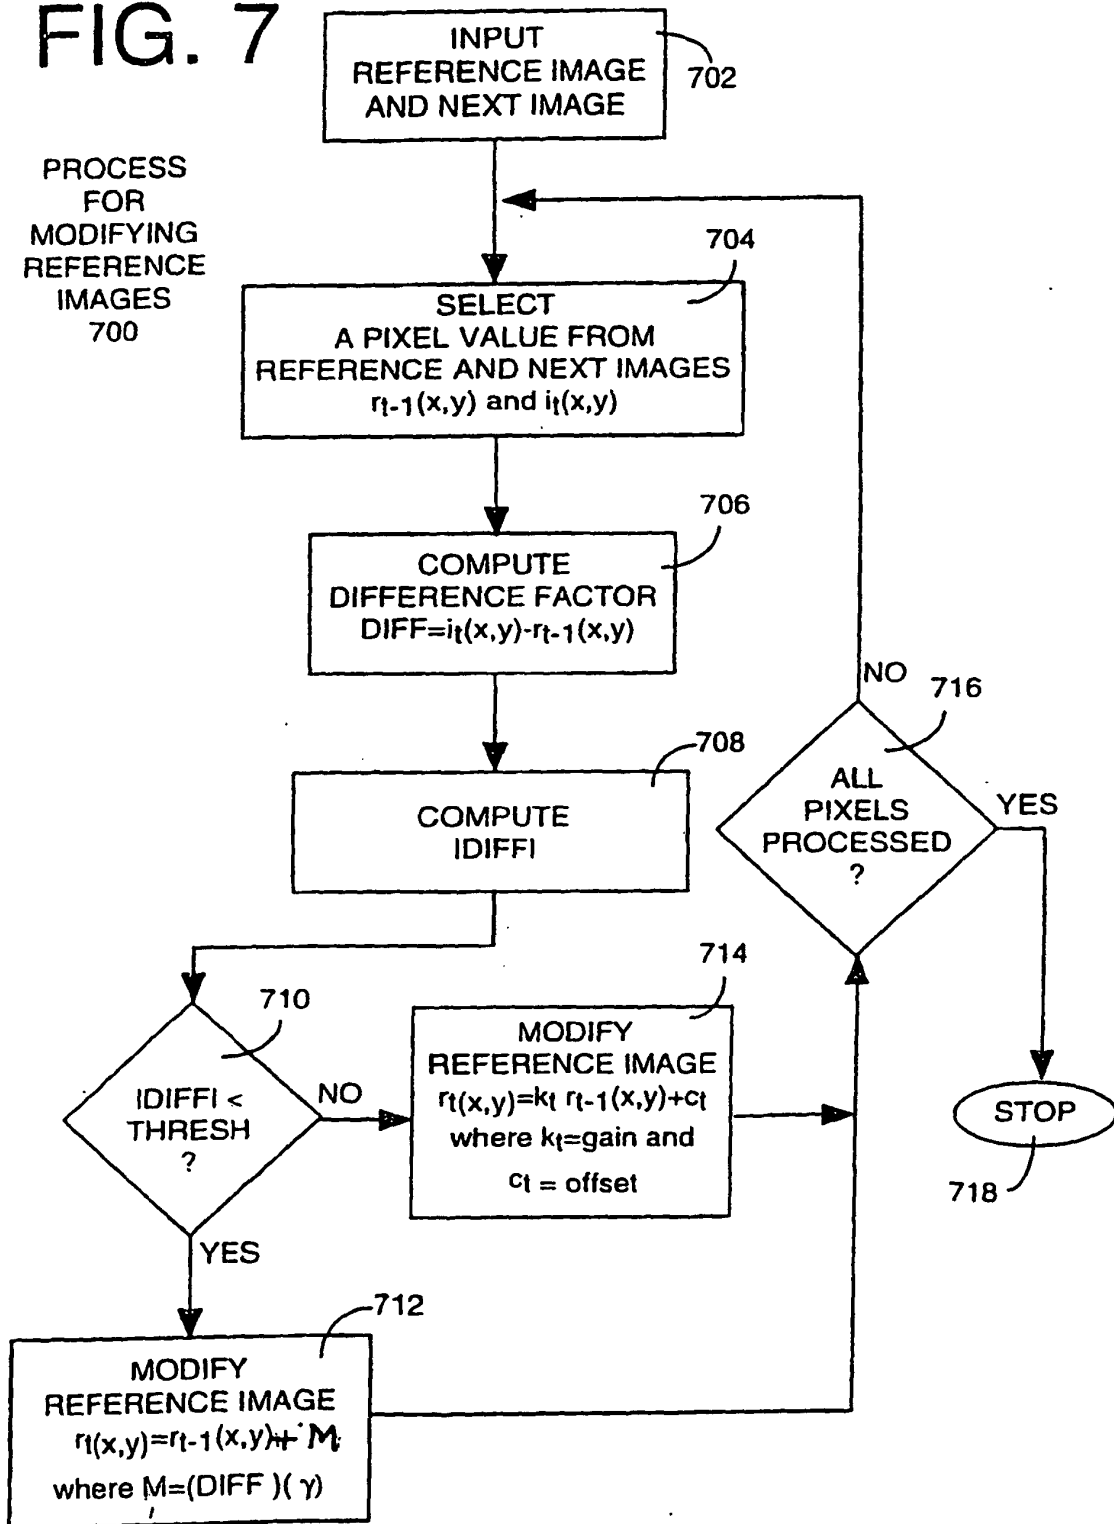 FIG. 7
PROCESS
FOR
MODIFYING
REFERENCE
IMAGES
700
INPUT
REFERENCE IMAGE
AND NEXT IMAGE
702
704
SELECT
A PIXEL VALUE FROM
REFERENCE AND NEXT IMAGES
rt-1(x,y) and it(x,y)
706
COMPUTE
DIFFERENCE FACTOR
DIFF=it(x,y)-rt-1(x,y)
708
COMPUTE
IDIFFI
710
IDIFFI <
THRESH
?
NO
YES
714
MODIFY
REFERENCE IMAGE
rt(x,y)=kt rt-1(x,y)+ct
where kt=gain and
ct = offset
712
MODIFY
REFERENCE IMAGE
rt(x,y)=rt-1(x,y)+ M
where M=(DIFF )( γ)
NO
716
ALL
PIXELS
PROCESSED
?
YES
STOP
718